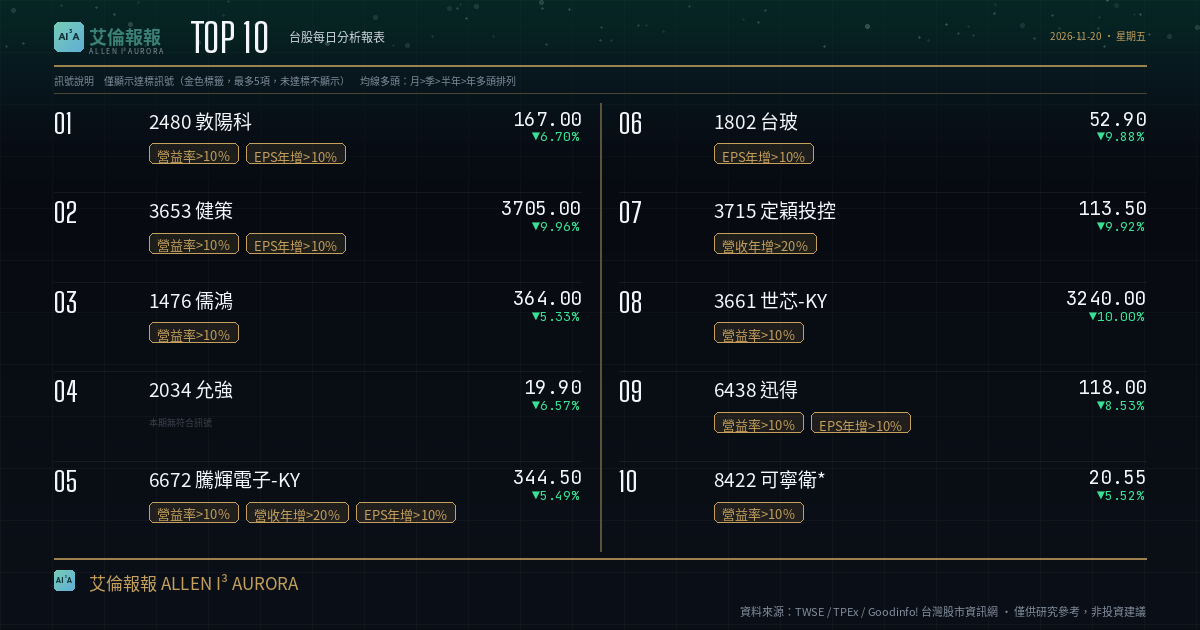 AI³A 艾倫報報
ALLEN I³AURORA
TOP 10
台股每日分析報表
2026-11-20 · 星期五
訊號說明 僅顯示達標訊號（金色標籤，最多5項，未達標不顯示） 均線多頭：月>季>半年>年多頭排列
01
2480 敦陽科
167.00
▼6.70%
營益率>10% EPS年增>10%
02
3653 健策
3705.00
▼9.96%
營益率>10% EPS年增>10%
03
1476 儒鴻
364.00
▼5.33%
營益率>10%
04
2034 允強
19.90
▼6.57%
本期無符合訊號
05
6672 騰輝電子-KY
344.50
▼5.49%
營益率>10% 營收年增>20% EPS年增>10%
06
1802 台玻
52.90
▼9.88%
EPS年增>10%
07
3715 定穎投控
113.50
▼9.92%
營收年增>20%
08
3661 世芯-KY
3240.00
▼10.00%
營益率>10%
09
6438 迅得
118.00
▼8.53%
營益率>10% EPS年增>10%
10
8422 可寧衛*
20.55
▼5.52%
營益率>10%
AI³A 艾倫報報 ALLEN I³ AURORA
資料來源：TWSE / TPEx / Goodinfo! 台灣股市資訊網 · 僅供研究參考，非投資建議